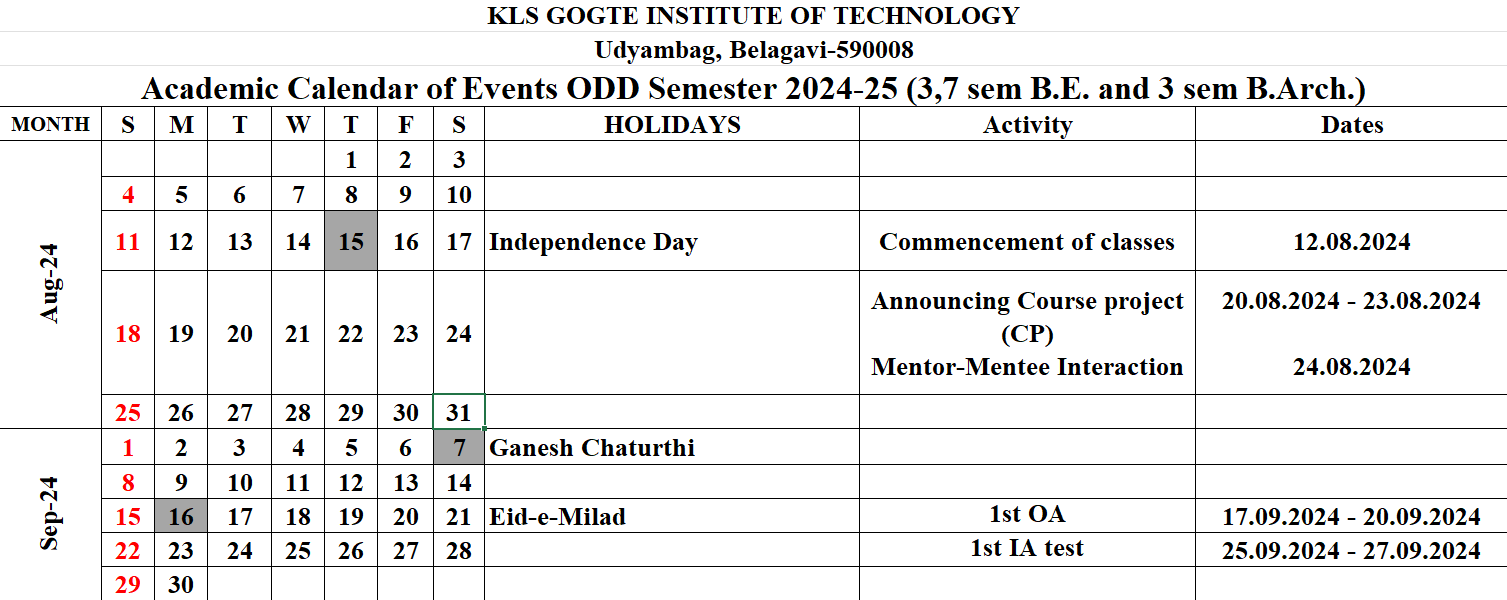 KLS GOGTE INSTITUTE OF TECHNOLOGY
Udyambag, Belagavi-590008
Academic Calendar of Events ODD Semester 2024-25 (3,7 sem B.E. and 3 sem B.Arch.)
MONTH S M T W T F S HOLIDAYS Activity Dates
Aug-24
1 2 3
4 5 6 7 8 9 10
11 12 13 14 15 16 17 Independence Day Commencement of classes 12.08.2024
18 19 20 21 22 23 24
Announcing Course project 20.08.2024 - 23.08.2024
(CP)
Mentor-Mentee Interaction 24.08.2024
25 26 27 28 29 30 31
Sep-24
1 2 3 4 5 6 7 Ganesh Chaturthi
8 9 10 11 12 13 14
15 16 17 18 19 20 21 Eid-e-Milad 1st OA 17.09.2024 - 20.09.2024
22 23 24 25 26 27 28 1st IA test 25.09.2024 - 27.09.2024
29 30